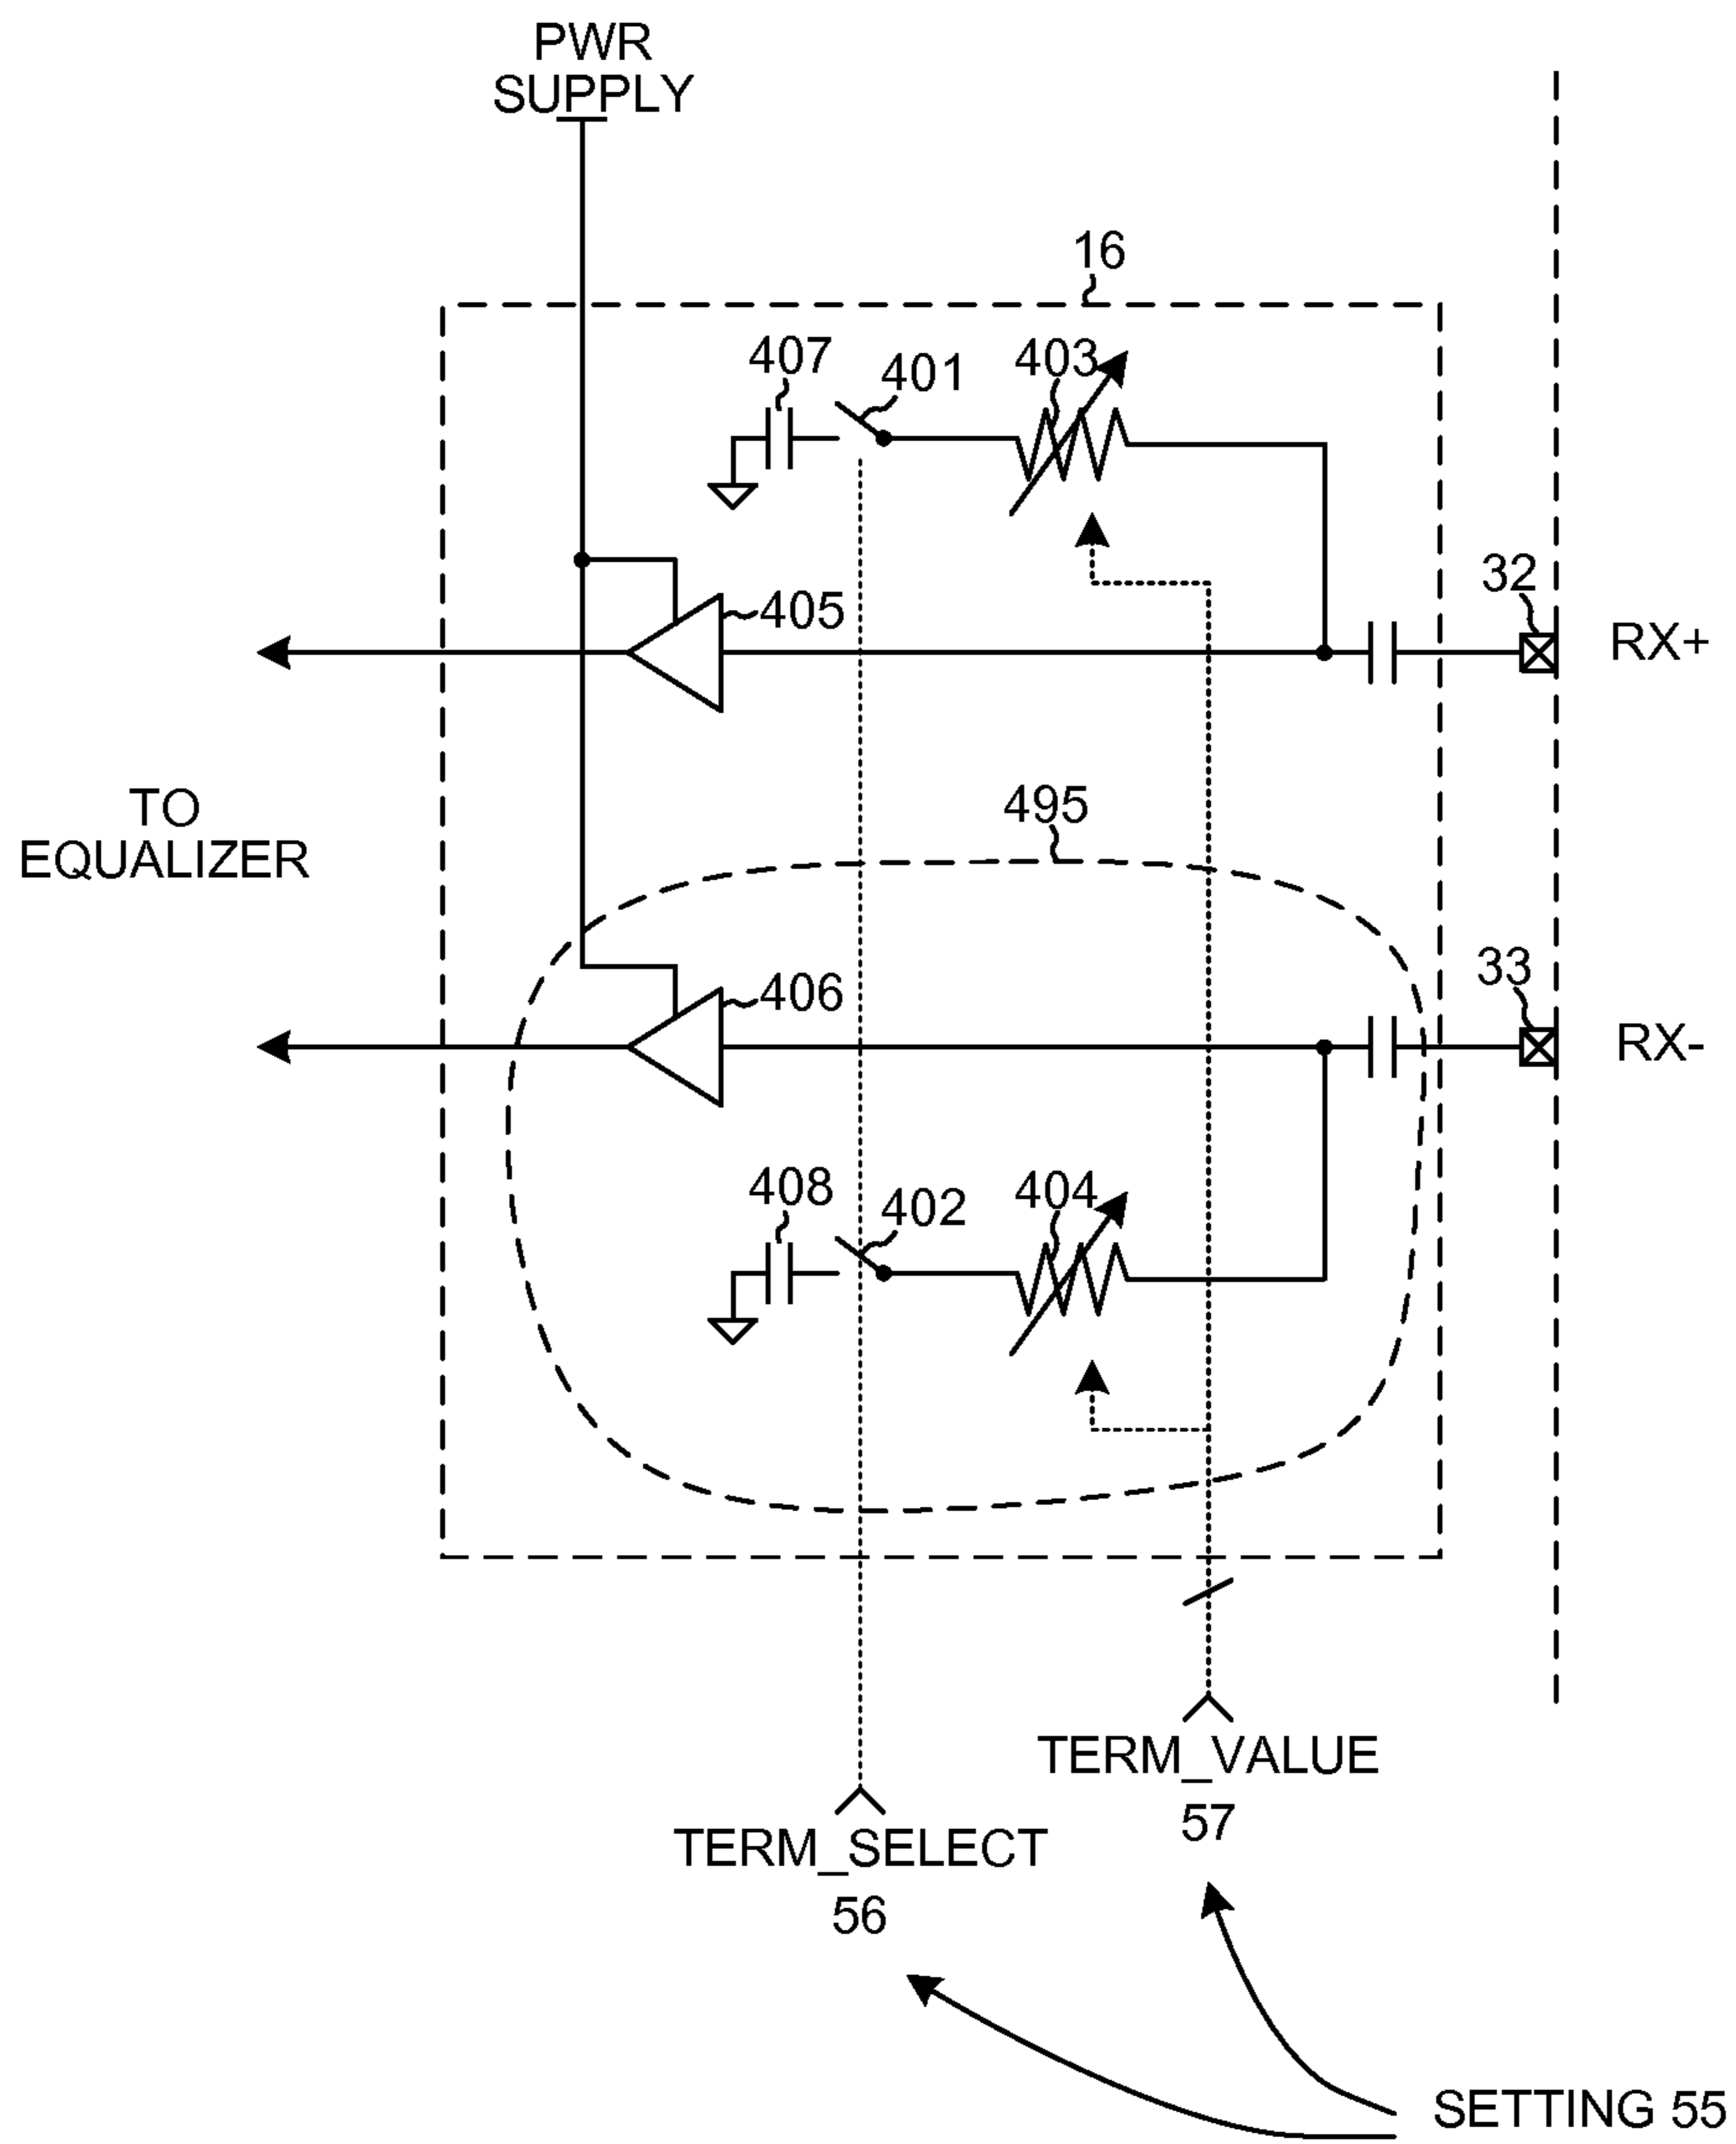 PWR
SUPPLY
16
407
401
403
405
32
RX+
TO
EQUALIZER
495
406
33
RX-
408
402
404
TERM_VALUE
57
TERM_SELECT
56
SETTING 55